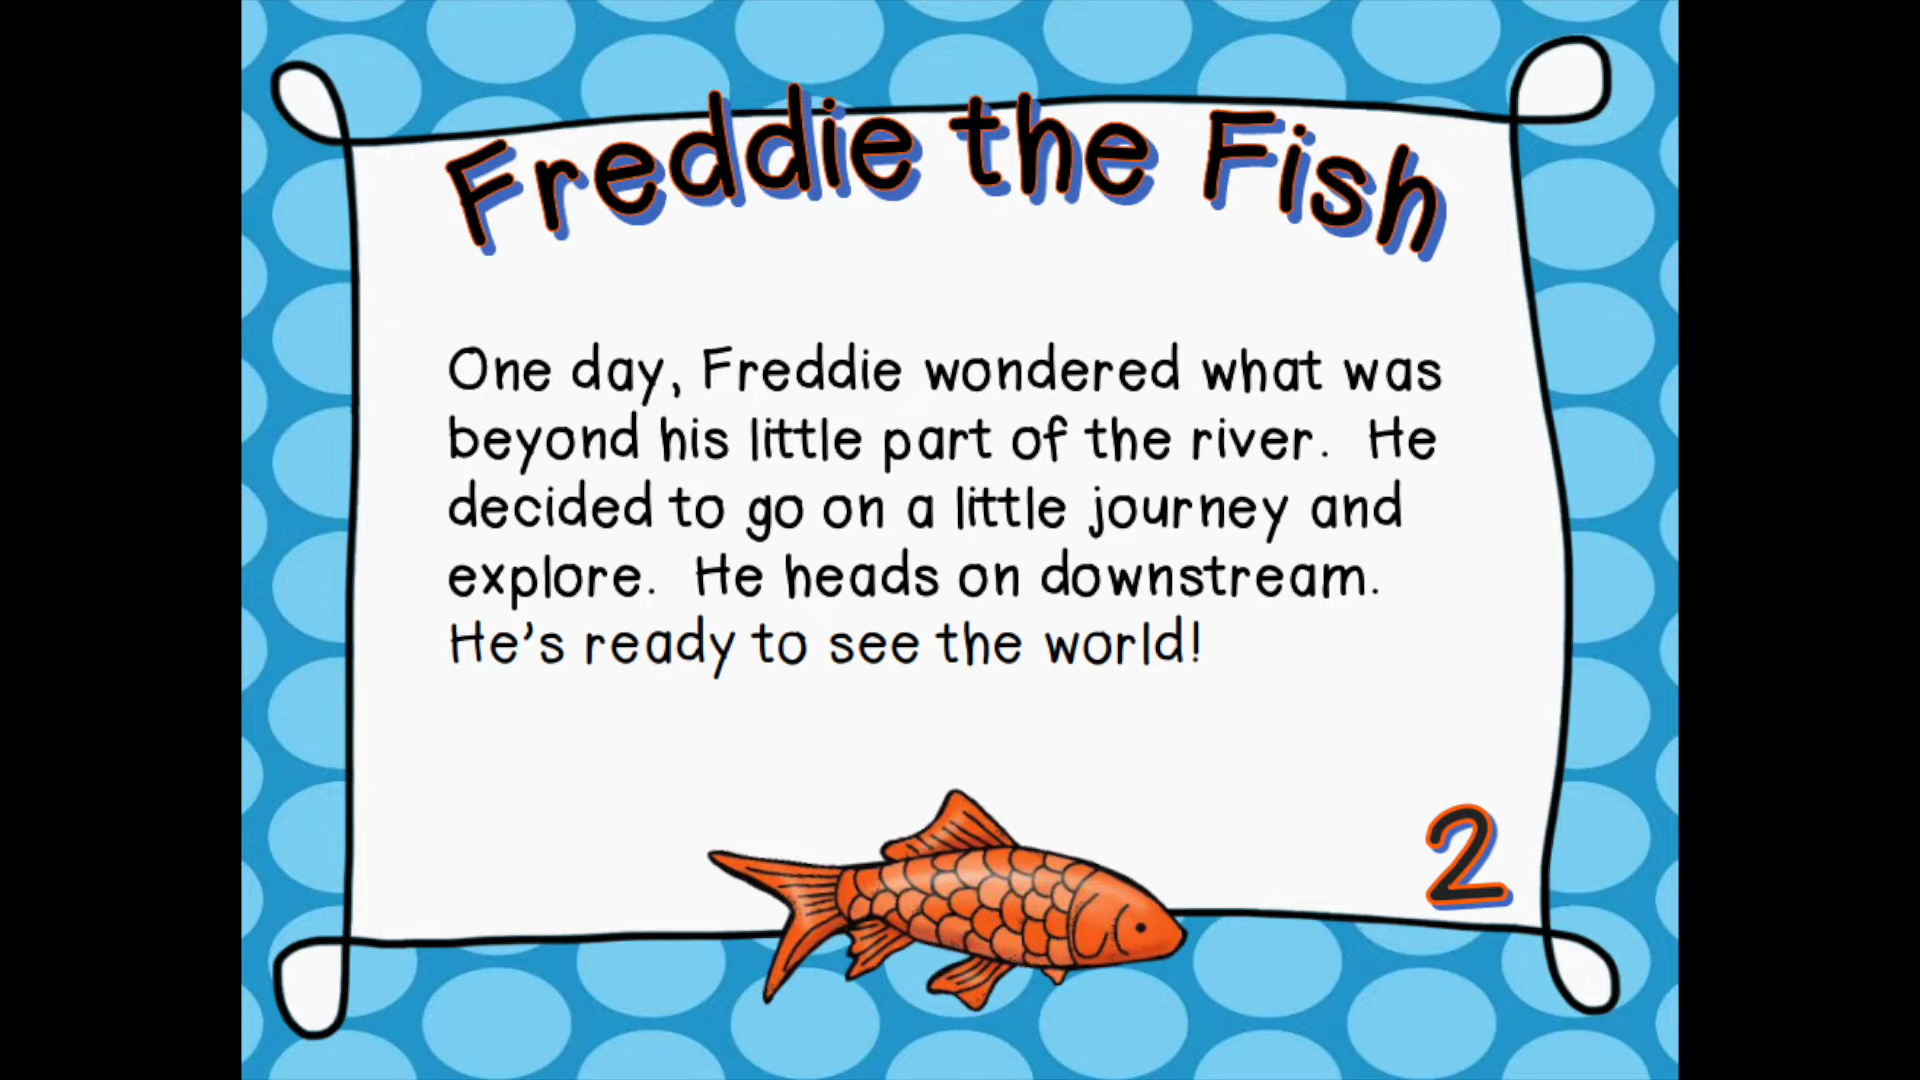 Freddie the Fish
One day, Freddie wondered what was
beyond his little part of the river.  He
decided to go on a little journey and
explore.  He heads on downstream.
He's ready to see the world!
2